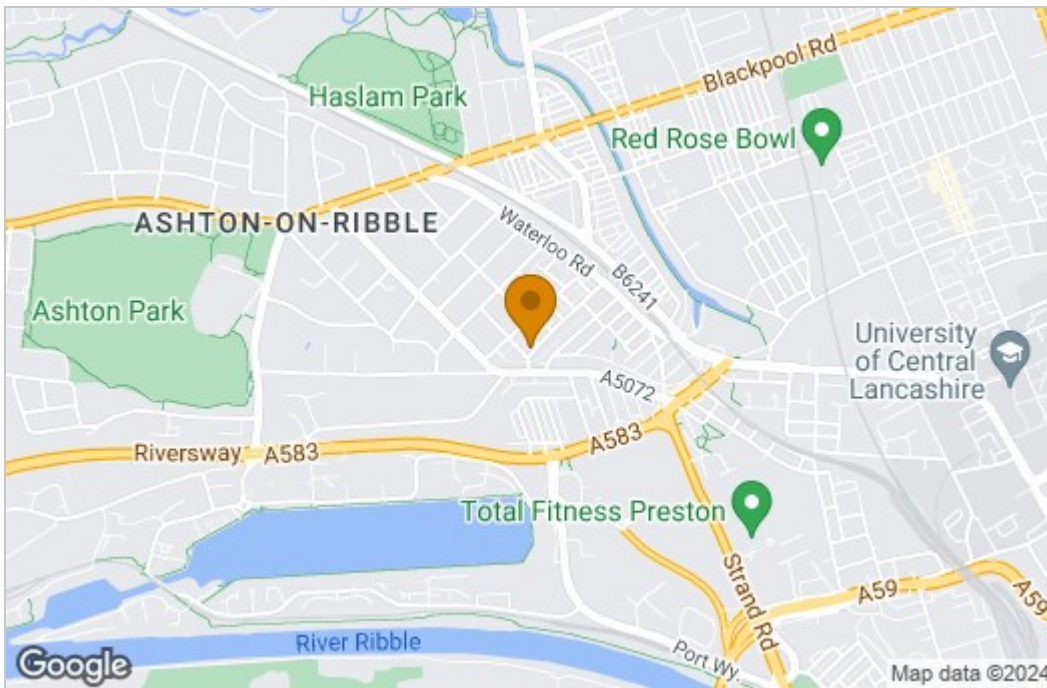 Blackpool Rd
Haslam Park
Red Rose Bowl
ASHTON-ON-RIBBLE
Waterloo Rd
B6241
Ashton Park
University
of Central
Lancashire
A5072
A583
Riversway A583
Total Fitness Preston
Strand Rd
A59
A59
River Ribble
Port Wy.
Google
Map data ©2024